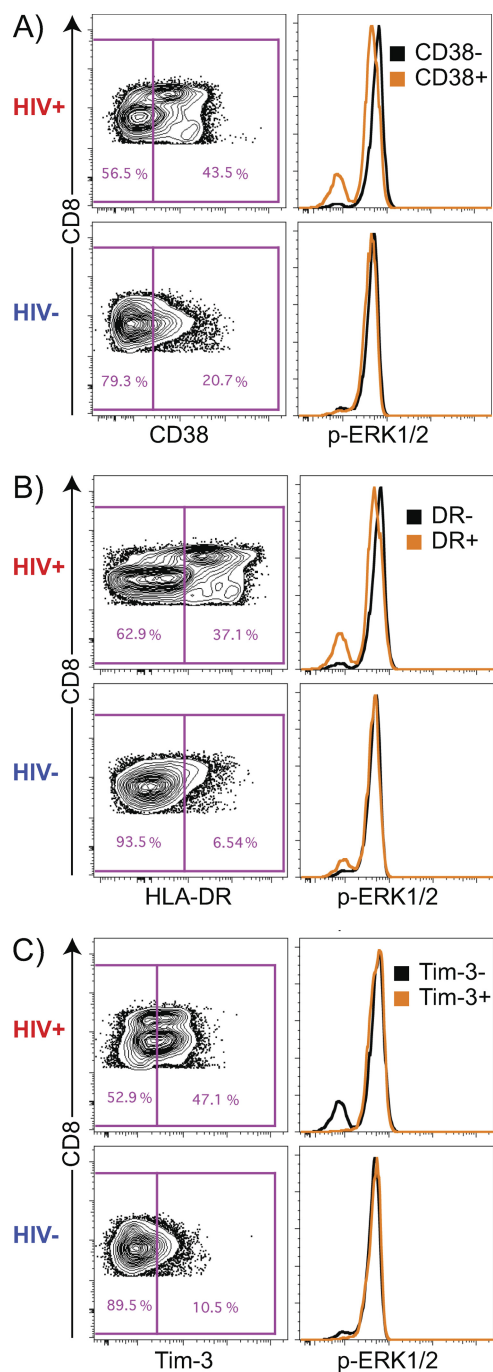 A)
CD38-
CD38+
HIV+
56.5 %
43.5 %
CD8
HIV-
79.3 %
20.7 %
CD38
p-ERK1/2
B)
DR-
DR+
HIV+
62.9 %
37.1 %
CD8
HIV-
93.5 %
6.54 %
HLA-DR
p-ERK1/2
C)
Tim-3-
Tim-3+
HIV+
52.9 %
47.1 %
CD8
HIV-
89.5 %
10.5 %
Tim-3
p-ERK1/2